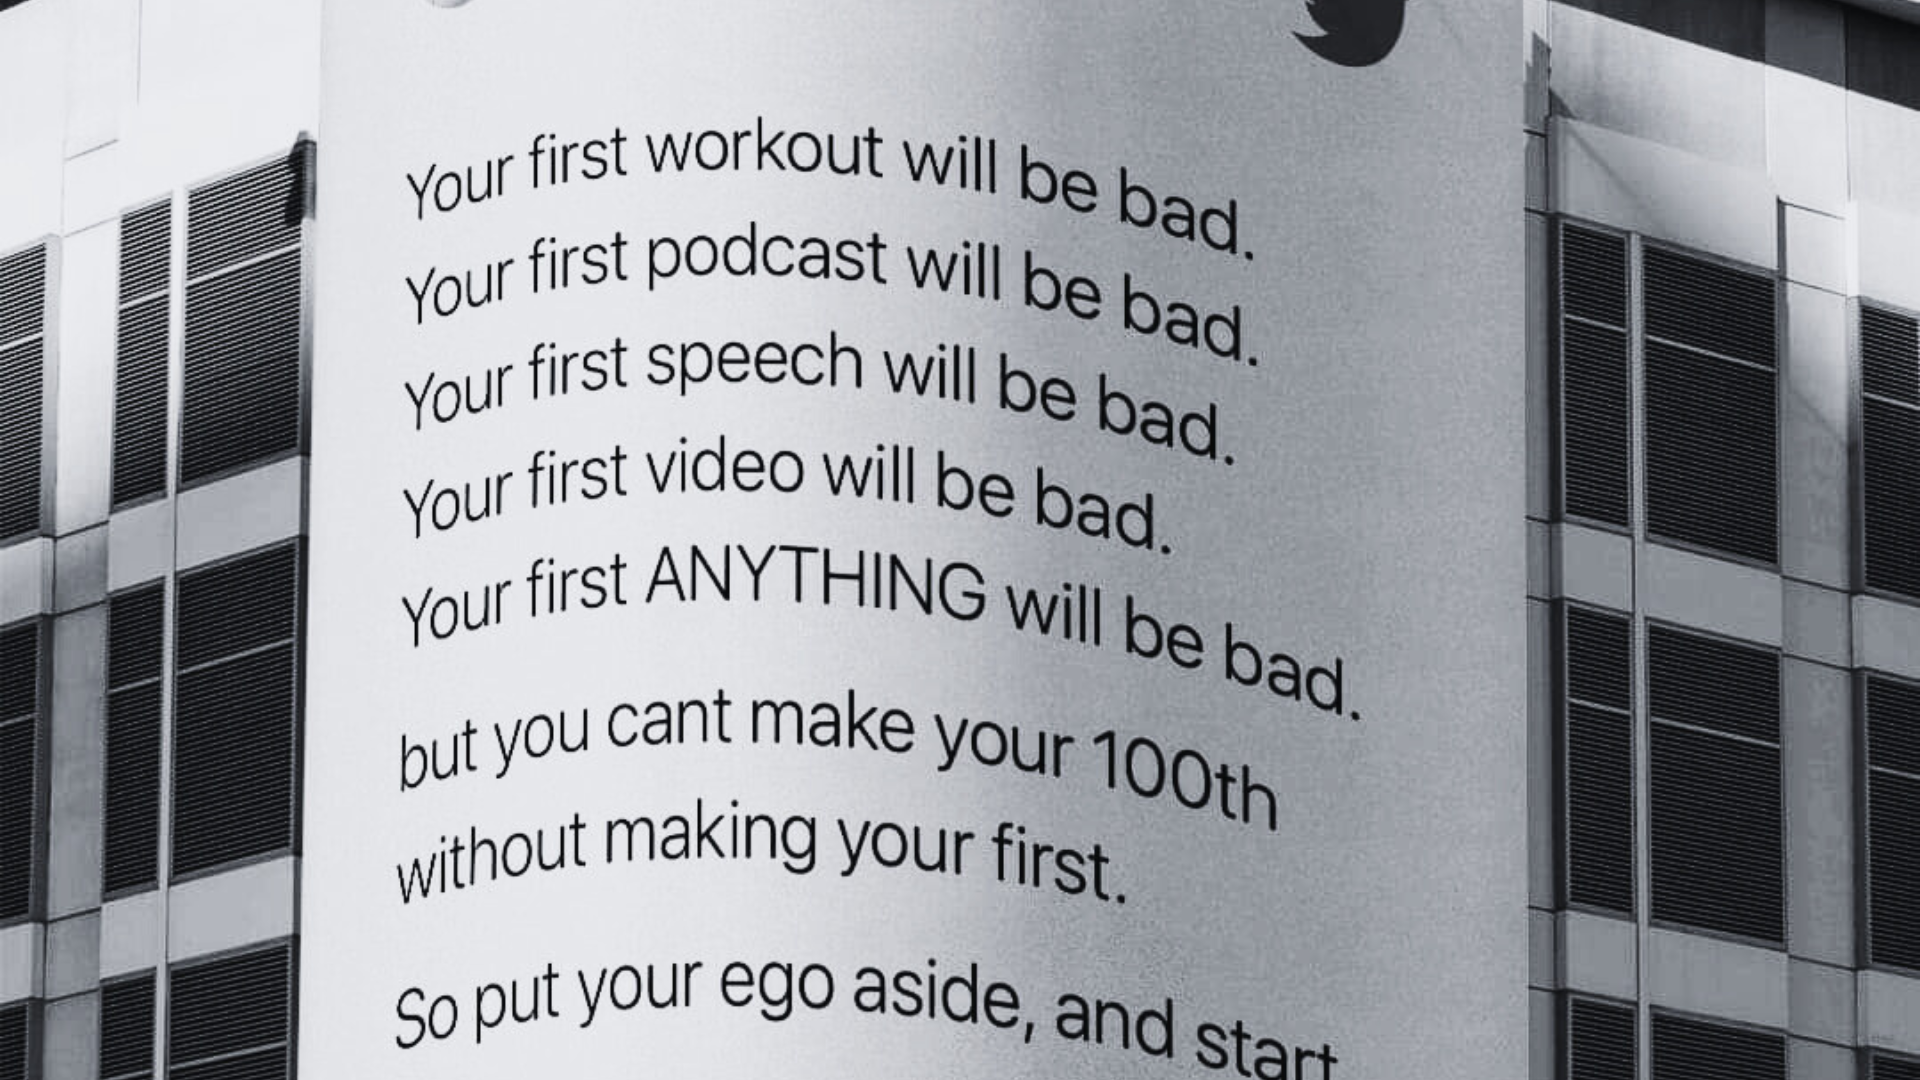 Your first workout will be bad.
Your first podcast will be bad.
Your first speech will be bad.
Your first video will be bad.
Your first ANYTHING will be bad.
but you cant make your 100th
without making your first.
So put your ego aside, and start